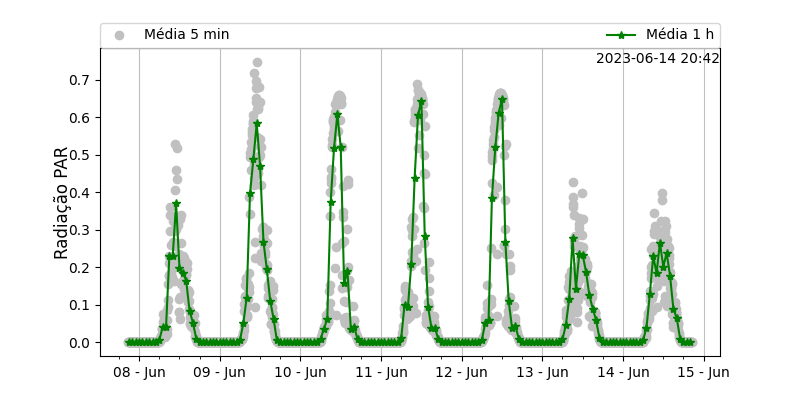 Média 5 min
Média 1 h
2023-06-14 20:42
Radiação PAR
0.7
0.6
0.5
0.4
0.3
0.2
0.1
0.0
08 - Jun
09 - Jun
10 - Jun
11 - Jun
12 - Jun
13 - Jun
14 - Jun
15 - Jun